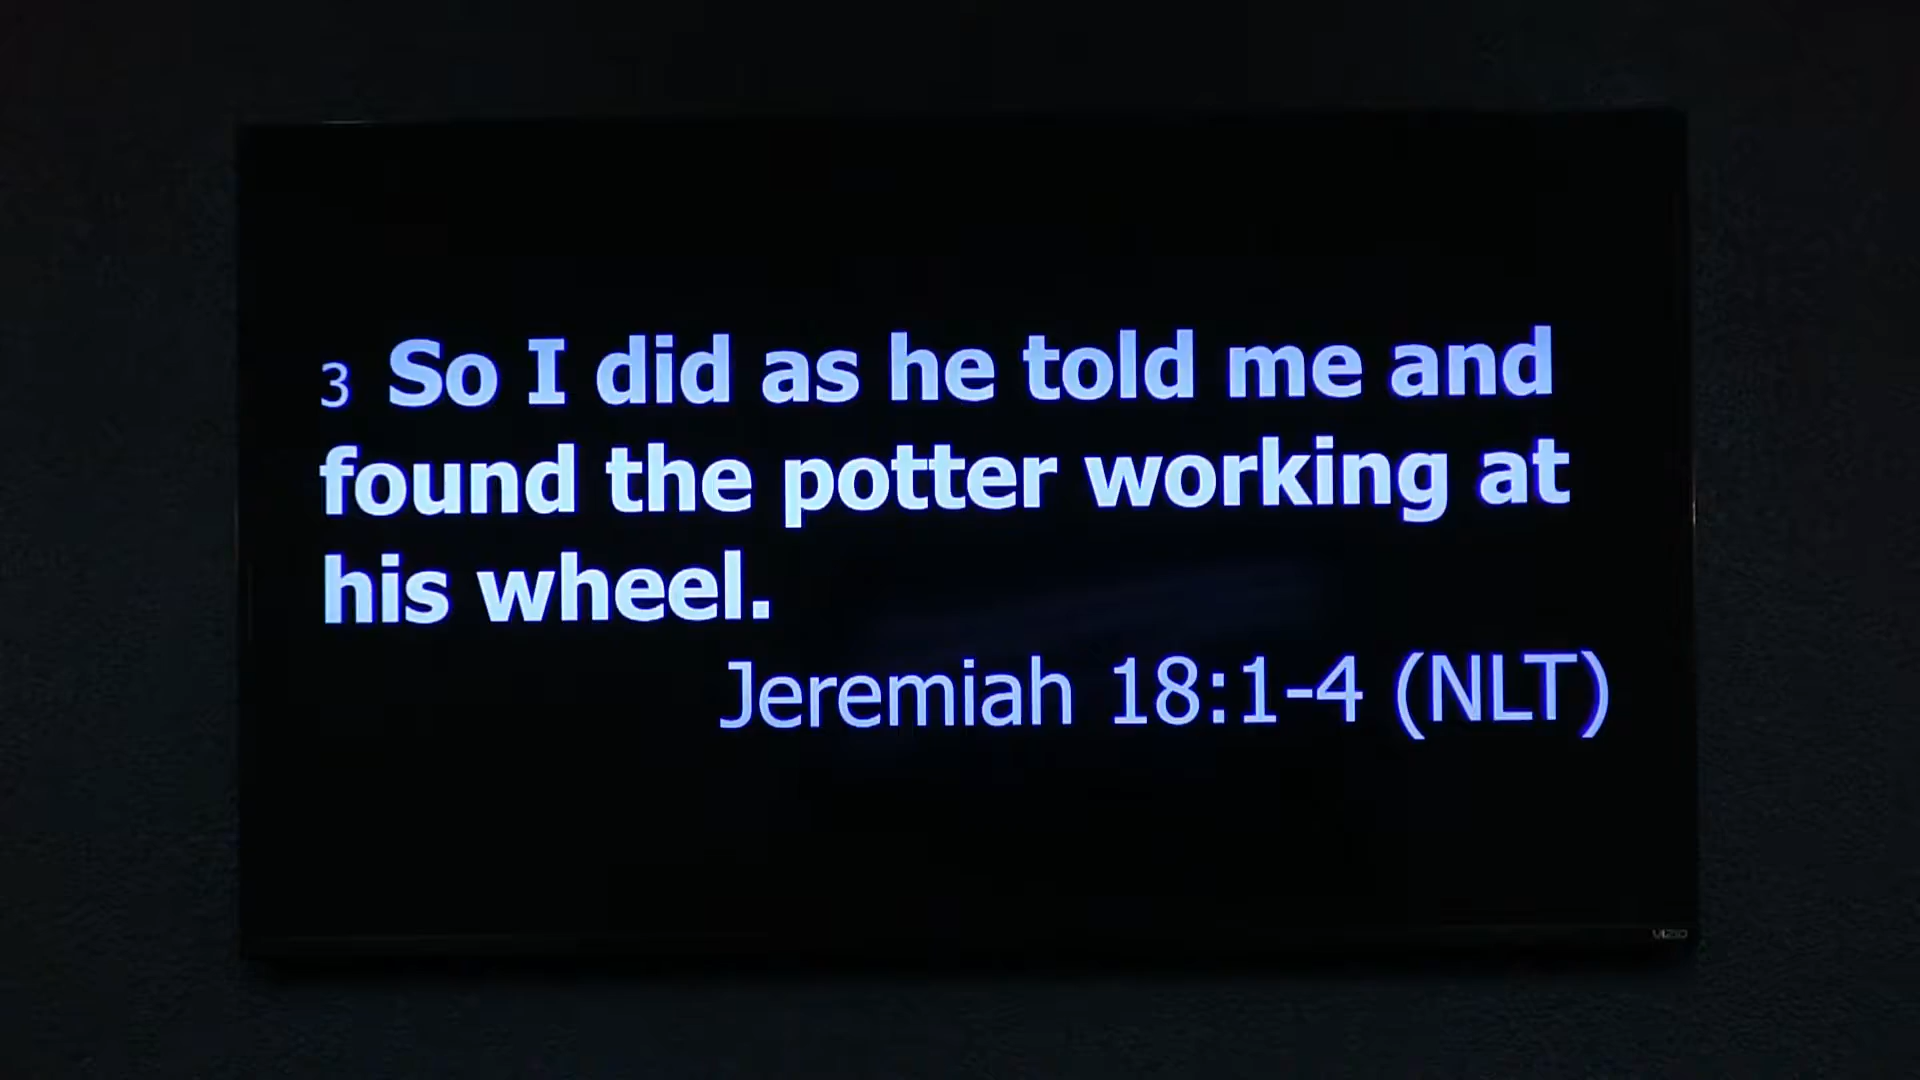 3 So I did as he told me and
found the potter working at
his wheel.
Jeremiah 18:1-4 (NLT)
VIZIO